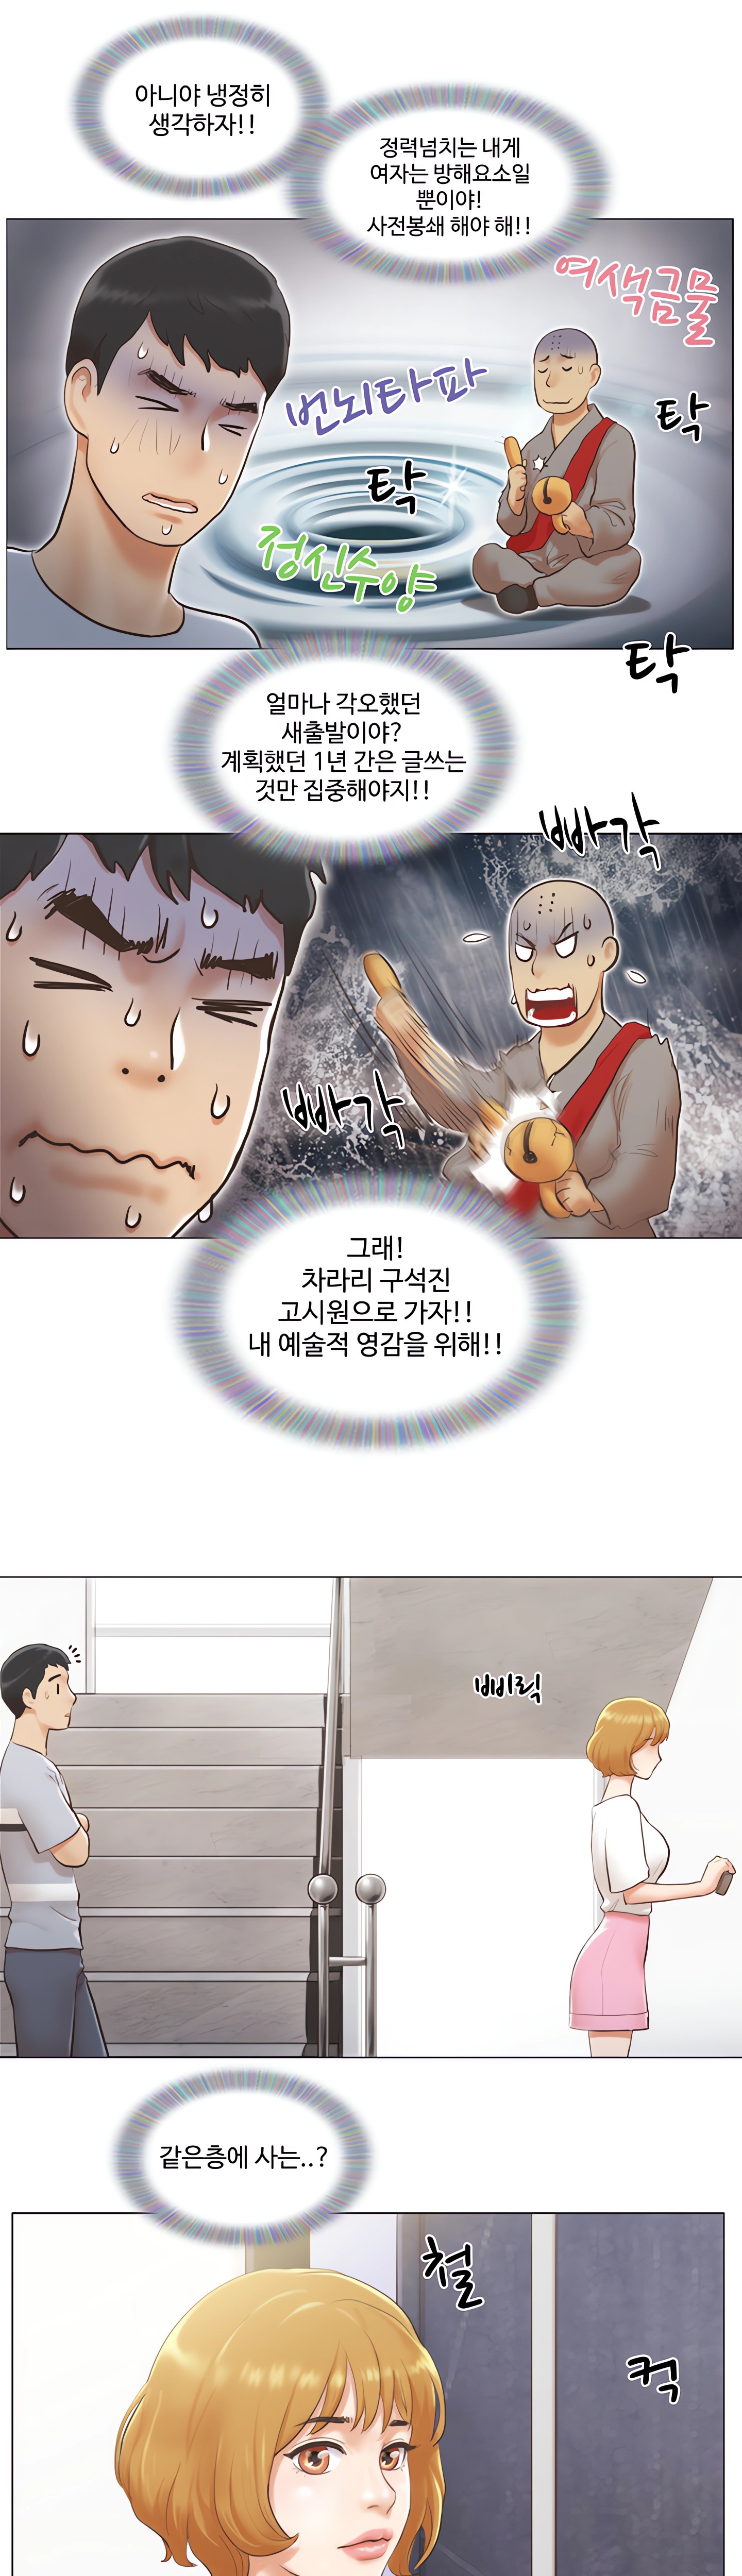 아니야 냉정히
생각하자!!
정력넘치는 내게
여자는 방해요소일
뿐이야!
사전봉쇄 해야 해!!
여색금물
번뇌타파
탁
탁
정신수양
탁
얼마나 각오했던
새출발이야?
계획했던 1년 간은 글쓰는
것만 집중해야지!!
빠각
빠각
그래!
차라리 구석진
고시원으로 가자!!
내 예술적 영감을 위해!!
삐릭
같은층에 사는..?
철
컥